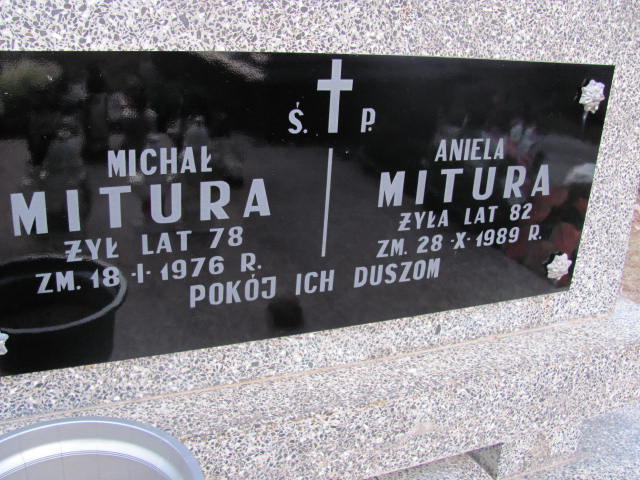 Ś. P.
MICHAŁ
MITURA
ŻYŁ LAT 78
ZM. 18-I-1976 R.
ANIELA
MITURA
ŻYŁA LAT 82
ZM. 28-X-1989 R.
POKÓJ ICH DUSZOM